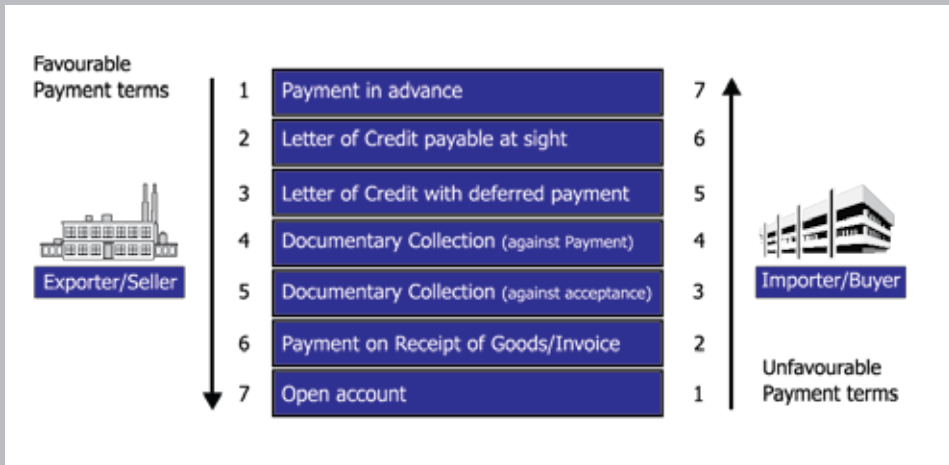 Favourable
Payment terms
1 Payment in advance 7
2 Letter of Credit payable at sight 6
3 Letter of Credit with deferred payment 5
4 Documentary Collection (against Payment) 4
Exporter/Seller
Importer/Buyer
5 Documentary Collection (against acceptance) 3
6 Payment on Receipt of Goods/Invoice 2
7 Open account 1
Unfavourable
Payment terms